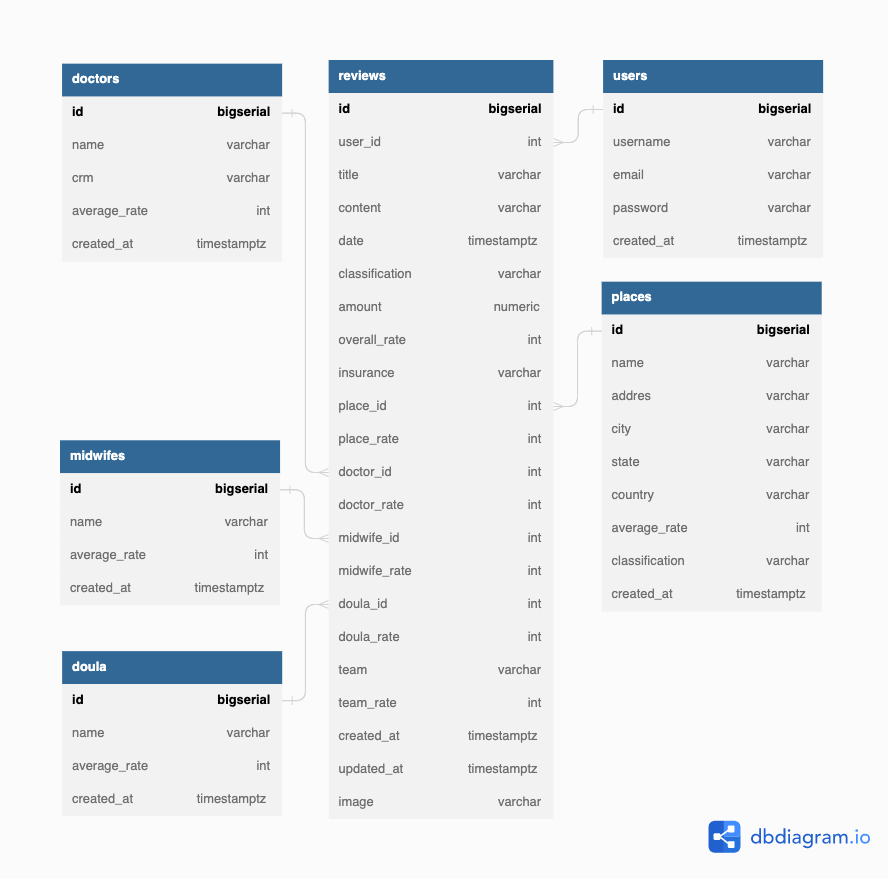 doctors
id bigserial
name varchar
crm varchar
average_rate int
created_at timestamptz
midwifes
id bigserial
name varchar
average_rate int
created_at timestamptz
doula
id bigserial
name varchar
average_rate int
created_at timestamptz
reviews
id bigserial
user_id int
title varchar
content varchar
date timestamptz
classification varchar
amount numeric
overall_rate int
insurance varchar
place_id int
place_rate int
doctor_id int
doctor_rate int
midwife_id int
midwife_rate int
doula_id int
doula_rate int
team varchar
team_rate int
created_at timestamptz
updated_at timestamptz
image varchar
users
id bigserial
username varchar
email varchar
password varchar
created_at timestamptz
places
id bigserial
name varchar
addres varchar
city varchar
state varchar
country varchar
average_rate int
classification varchar
created_at timestamptz
dbdiagram.io